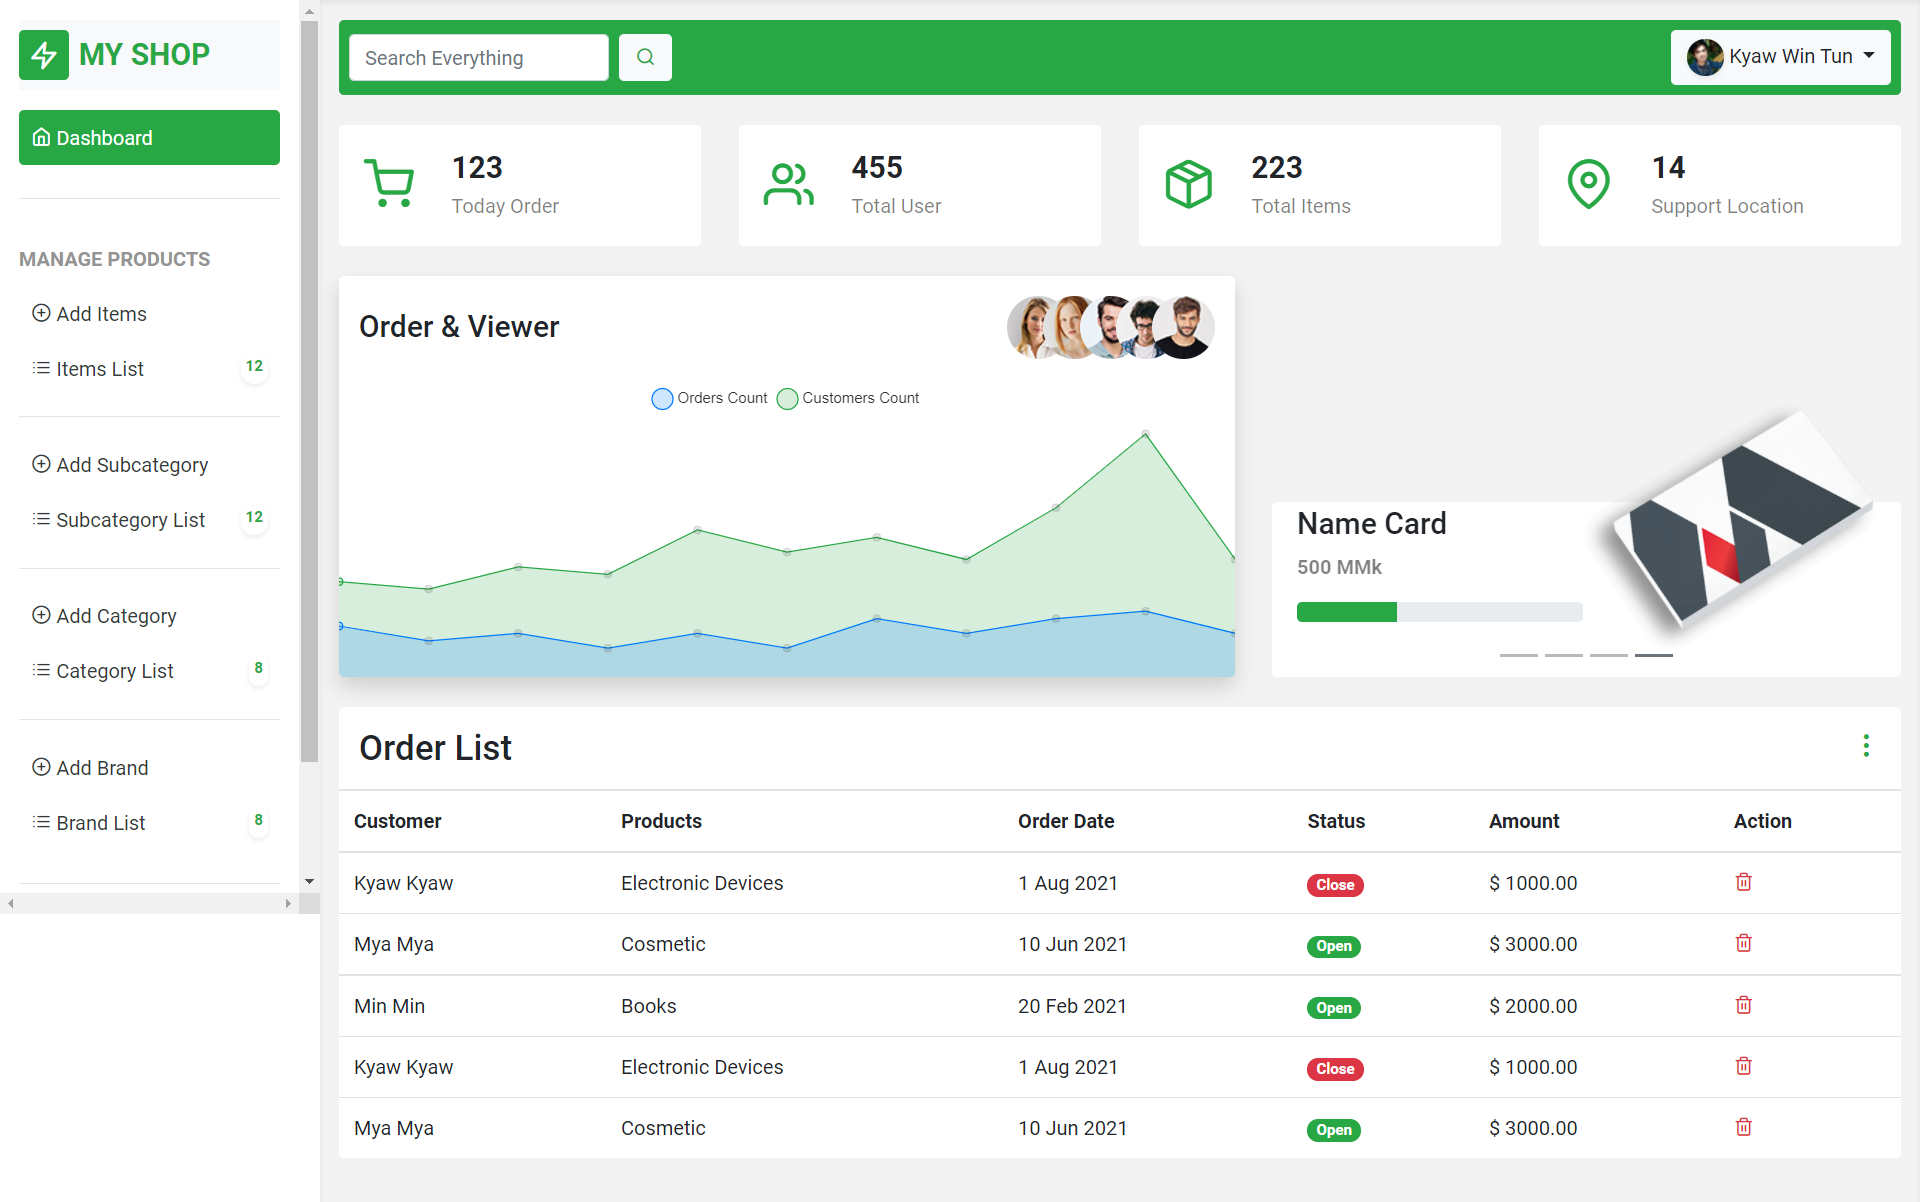 MY SHOP
Dashboard
MANAGE PRODUCTS
Add Items
Items List 12
Add Subcategory
Subcategory List 12
Add Category
Category List 8
Add Brand
Brand List 8
Search Everything
Kyaw Win Tun
123
Today Order
455
Total User
223
Total Items
14
Support Location
Order & Viewer
Orders Count Customers Count
Name Card
500 MMk
Order List
Customer Products Order Date Status Amount Action
Kyaw Kyaw Electronic Devices 1 Aug 2021 Close $ 1000.00
Mya Mya Cosmetic 10 Jun 2021 Open $ 3000.00
Min Min Books 20 Feb 2021 Open $ 2000.00
Kyaw Kyaw Electronic Devices 1 Aug 2021 Close $ 1000.00
Mya Mya Cosmetic 10 Jun 2021 Open $ 3000.00